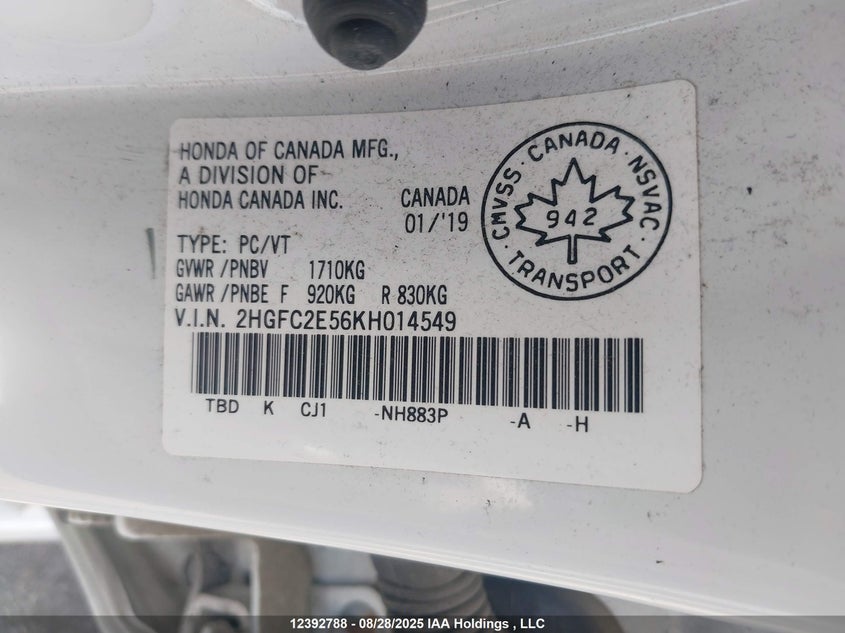 HONDA OF CANADA MFG.,
A DIVISION OF
HONDA CANADA INC.
CANADA
01/'19
TYPE: PC/VT
GVWR /PNBV 1710KG
GAWR /PNBE F 920KG R 830KG
V.I.N. 2HGFC2E56KH014549
TBD K CJ1 -NH883P -A -H
CMVSS · CANADA · NSVAC · TRANSPORT ·
942
12392788 - 08/28/2025 IAA Holdings , LLC